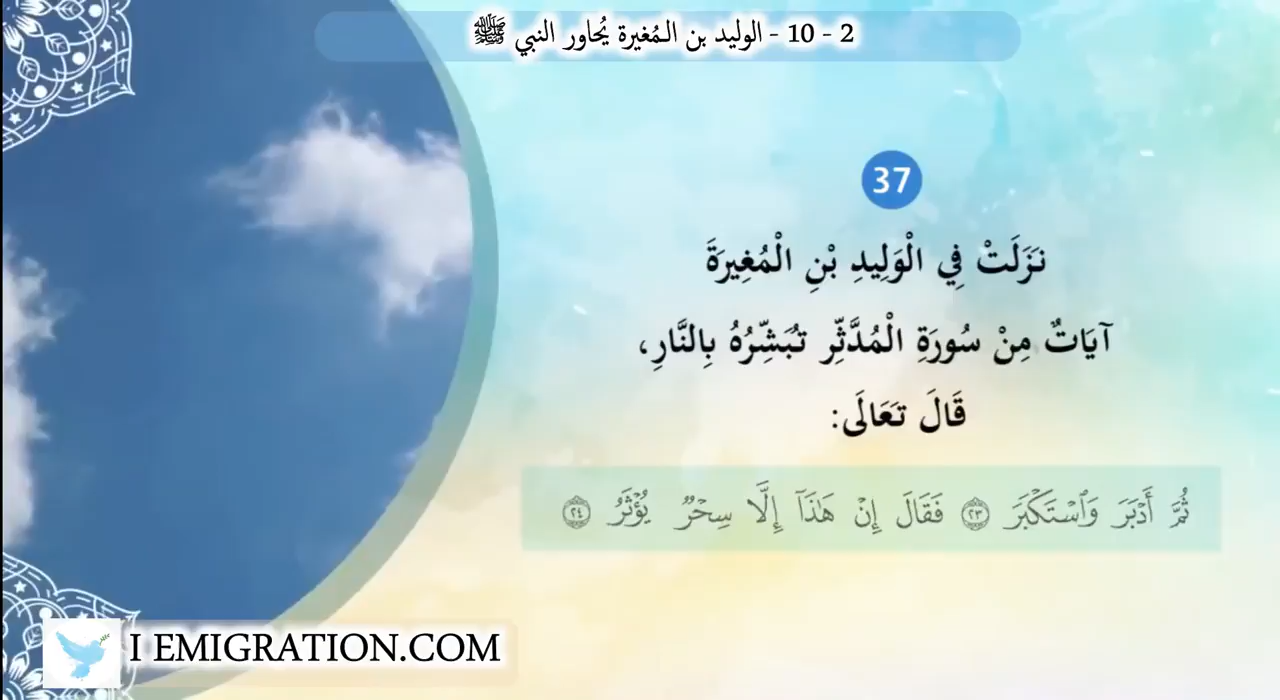 2 - 10 - الوليد بن المُغيرة يُحاور النبي ﷺ
37
نَزَلَتْ فِي الْوَلِيدِ بْنِ الْمُغِيرَةَ
آيَاتٌ مِنْ سُورَةِ الْمُدَّثِّر تُبَشِّرُهُ بِالنَّارِ،
قَالَ تَعَالَى:
ثُمَّ أَدْبَرَ وَٱسْتَكْبَرَ ٢٣ فَقَالَ إِنْ هَٰذَآ إِلَّا سِحْرٌ يُؤْثَرُ ٢٤
I EMIGRATION.COM